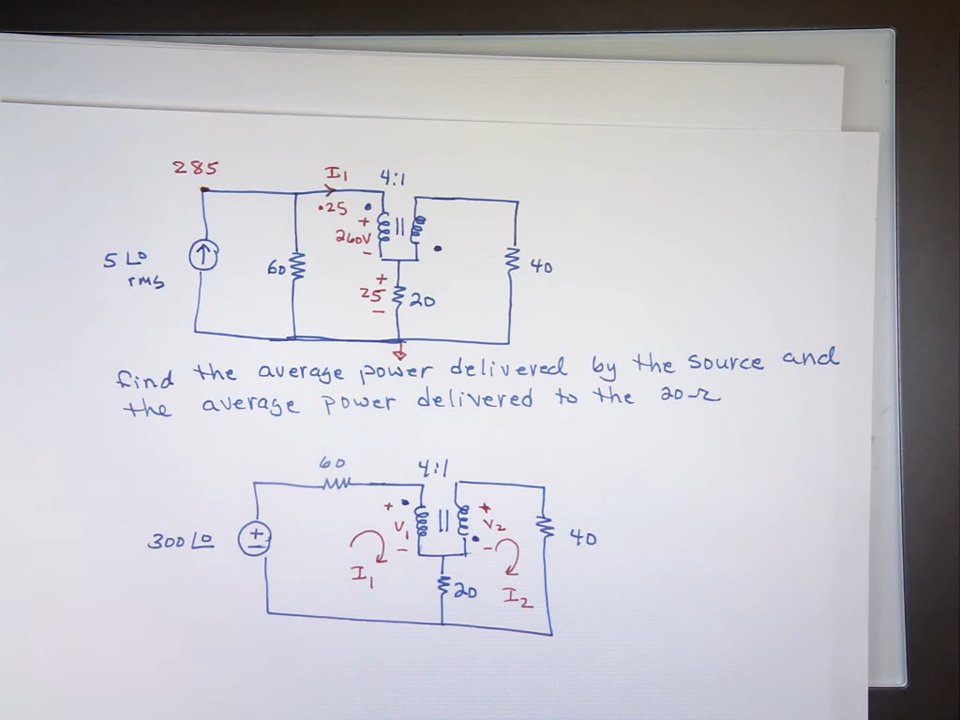 285
I1
4:1
.25
+
260V
-
5 ∠0
rms
60
40
+
25
-
20
find the average power delivered by the source and
the average power delivered to the 20Ω
60
4:1
300 ∠0
+
-
+
V1
-
+
V2
-
40
I1
20
I2